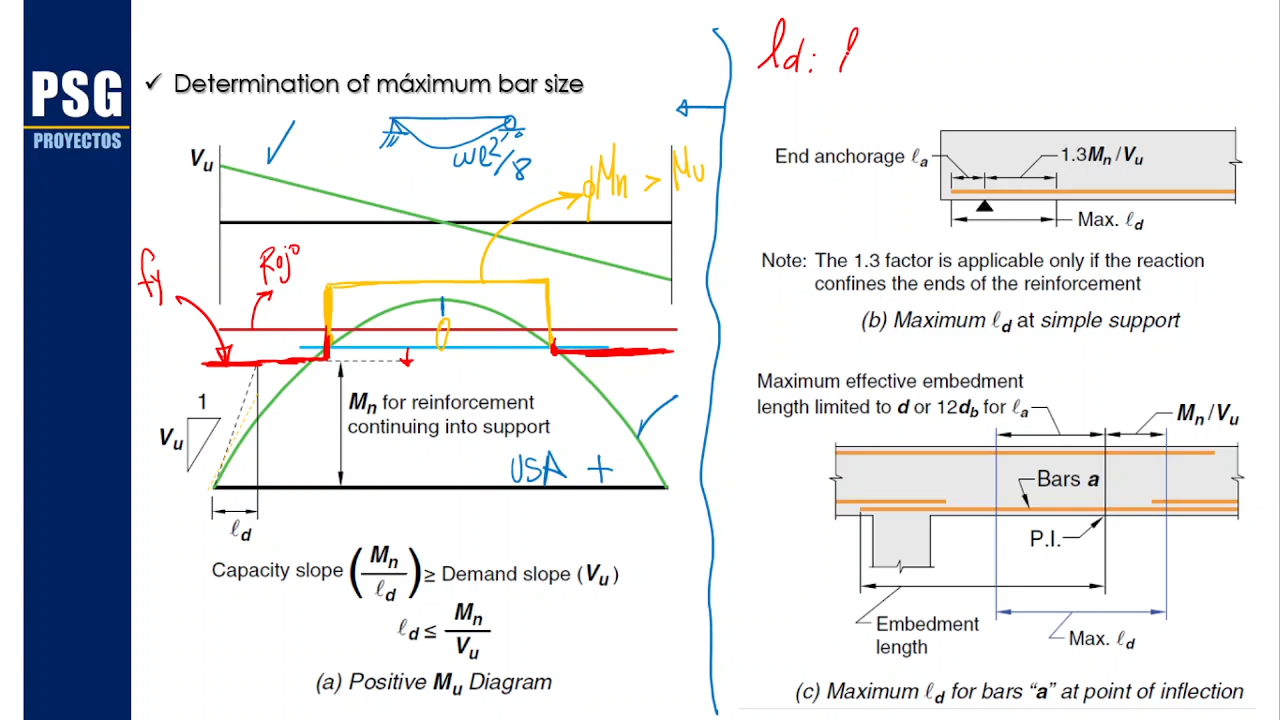 PSG
PROYECTOS
✓ Determination of máximum bar size
Vu
wl²/8
ϕMn > Mu
fy
Rojo
0
1
Vu
Mn for reinforcement
continuing into support
USA +
ℓd
Capacity slope (Mn/ℓd) ≥ Demand slope (Vu)
ℓd ≤ Mn/Vu
(a) Positive Mu Diagram
ld: l
End anchorage ℓa
1.3Mn/Vu
Max. ℓd
Note: The 1.3 factor is applicable only if the reaction
confines the ends of the reinforcement
(b) Maximum ℓd at simple support
Maximum effective embedment
length limited to d or 12db for ℓa
Mn/Vu
Bars a
P.I.
Embedment
length
Max. ℓd
(c) Maximum ℓd for bars “a” at point of inflection